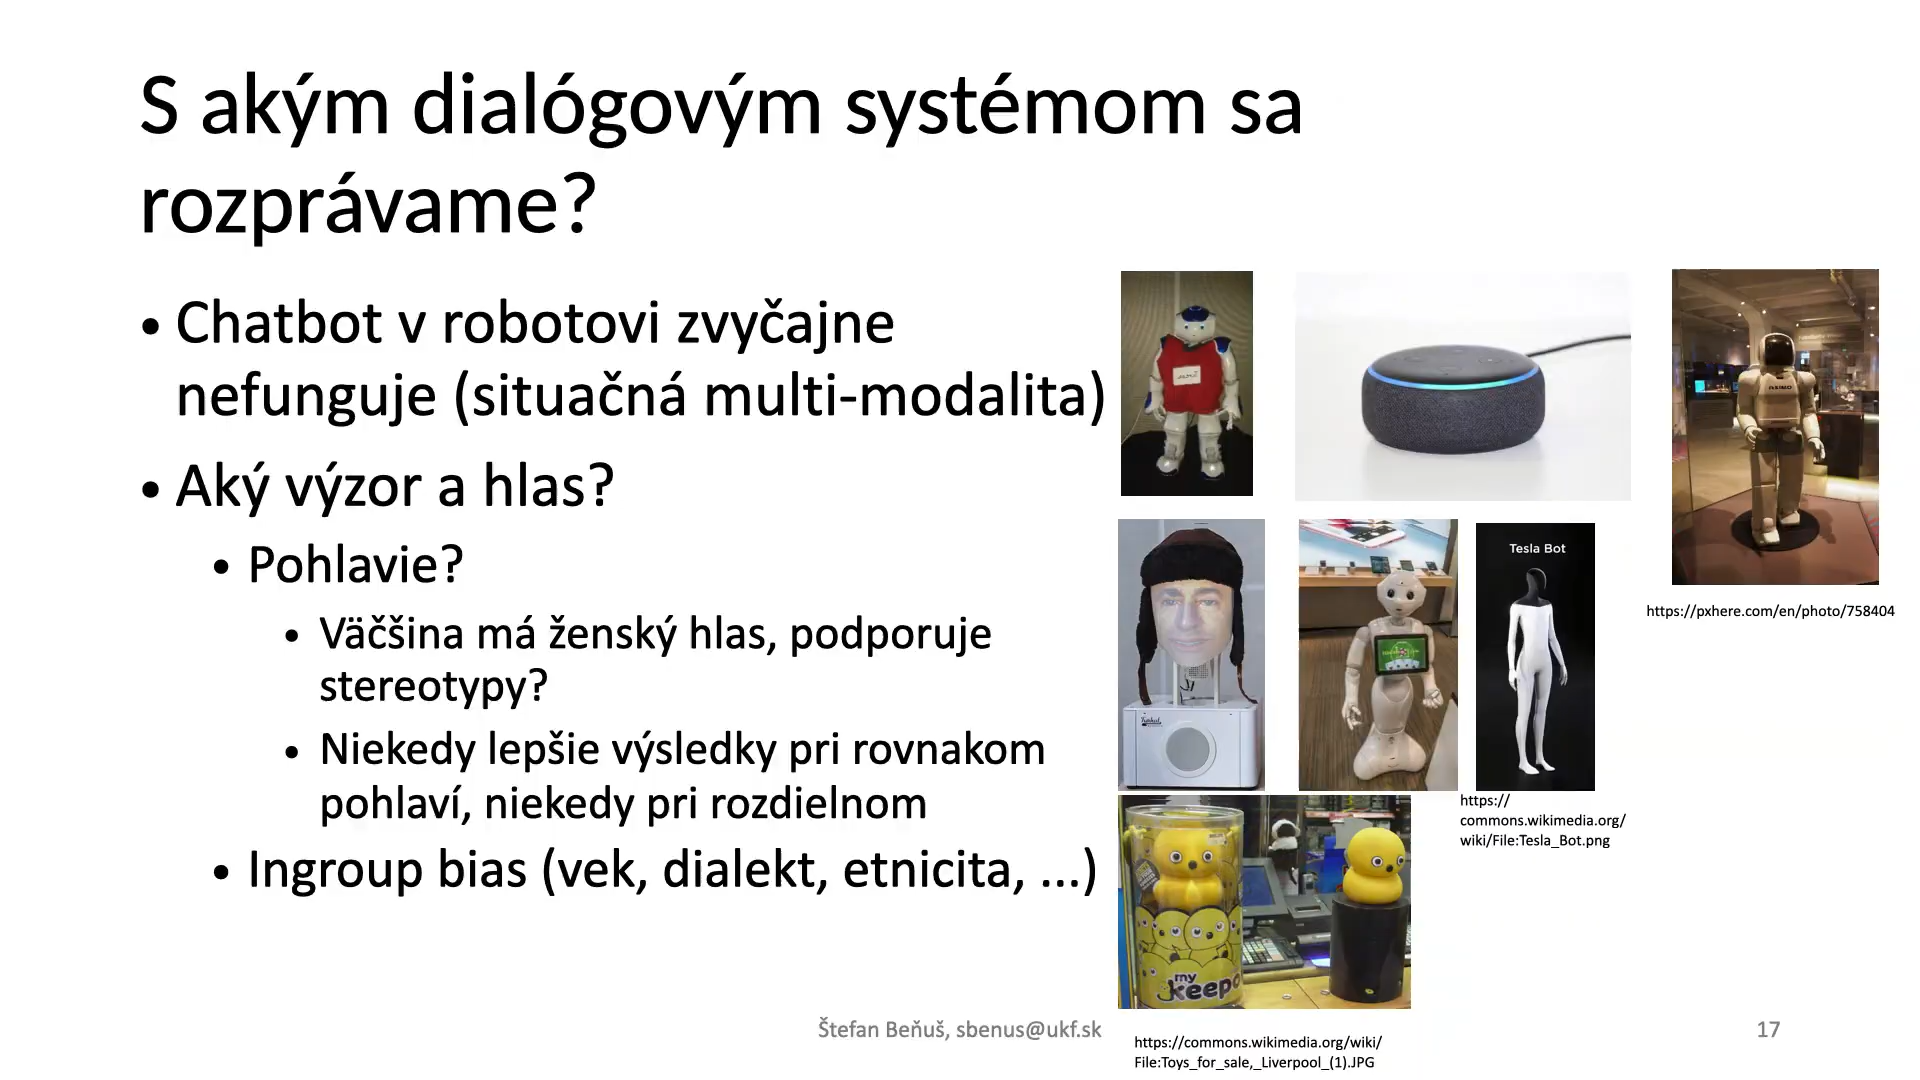 S akým dialógovým systémom sa
rozprávame?
• Chatbot v robotovi zvyčajne
nefunguje (situačná multi-modalita)
• Aký výzor a hlas?
• Pohlavie?
• Väčšina má ženský hlas, podporuje
stereotypy?
• Niekedy lepšie výsledky pri rovnakom
pohlaví, niekedy pri rozdielnom
• Ingroup bias (vek, dialekt, etnicita, ...)
ASIMO
https://pxhere.com/en/photo/758404
Tesla Bot
Furhat
https://
commons.wikimedia.org/
wiki/File:Tesla_Bot.png
my
keepo
https://commons.wikimedia.org/wiki/
File:Toys_for_sale,_Liverpool_(1).JPG
Štefan Beňuš, sbenus@ukf.sk
17